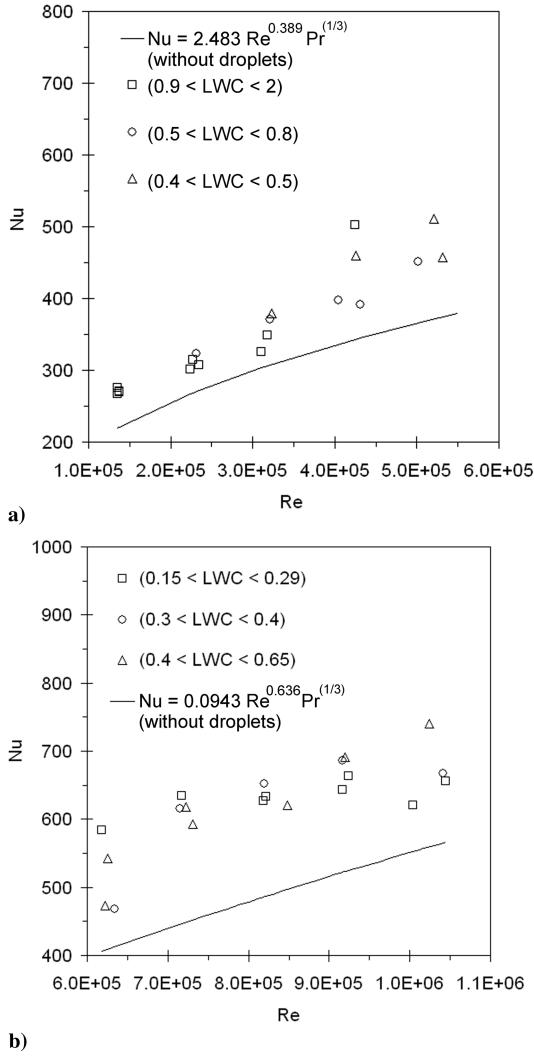 800
700
600
500
400
300
200
Nu
Nu = 2.483 Re^0.389 Pr^(1/3)
(without droplets)
(0.9 < LWC < 2)
(0.5 < LWC < 0.8)
(0.4 < LWC < 0.5)
1.0E+05 2.0E+05 3.0E+05 4.0E+05 5.0E+05 6.0E+05
Re
a)
1000
900
800
700
600
500
400
Nu
(0.15 < LWC < 0.29)
(0.3 < LWC < 0.4)
(0.4 < LWC < 0.65)
Nu = 0.0943 Re^0.636 Pr^(1/3)
(without droplets)
6.0E+05 7.0E+05 8.0E+05 9.0E+05 1.0E+06 1.1E+06
Re
b)